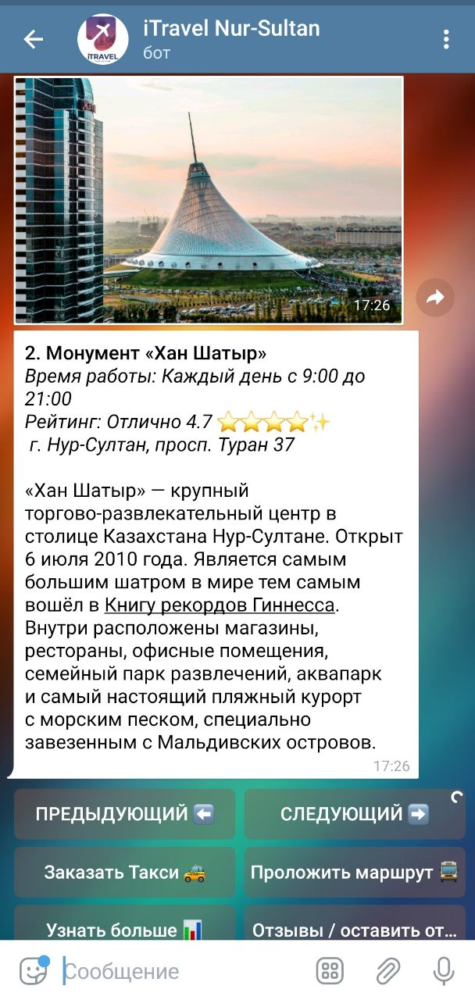 iTravel Nur-Sultan
бот
iTRAVEL
17:26
2. Монумент «Хан Шатыр»
Время работы: Каждый день с 9:00 до
21:00
Рейтинг: Отлично 4.7 ⭐⭐⭐⭐✨
г. Нур-Султан, просп. Туран 37
«Хан Шатыр» — крупный
торгово-развлекательный центр в
столице Казахстана Нур-Султане. Открыт
6 июля 2010 года. Является самым
большим шатром в мире тем самым
вошёл в Книгу рекордов Гиннесса.
Внутри расположены магазины,
рестораны, офисные помещения,
семейный парк развлечений, аквапарк
и самый настоящий пляжный курорт
с морским песком, специально
завезенным с Мальдивских островов.
17:26
ПРЕДЫДУЮЩИЙ ⬅️ СЛЕДУЮЩИЙ ➡️
Заказать Такси 🚕 Проложить маршрут 🚎
Узнать больше 📊 Отзывы / оставить от...
Сообщение